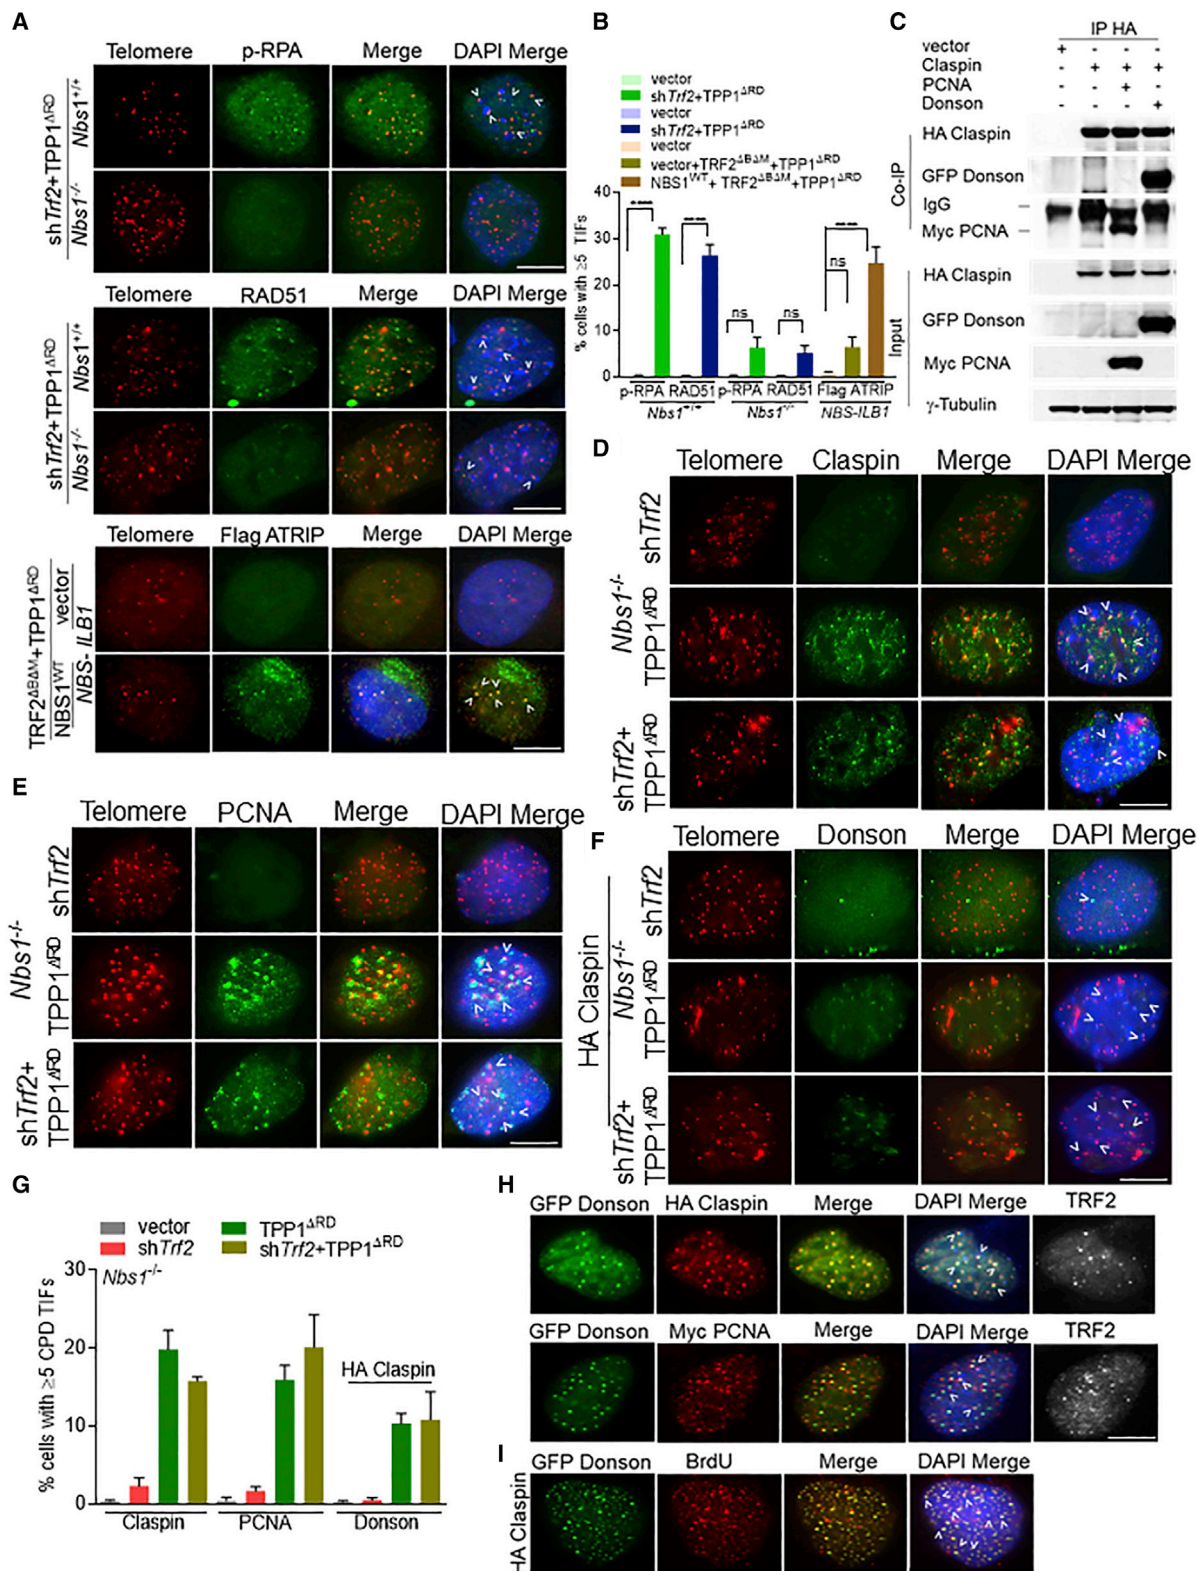 A
Telomere p-RPA Merge DAPI Merge
shTrf2+TPP1ΔRD
Nbs1+/+
Nbs1-/-
Telomere RAD51 Merge DAPI Merge
shTrf2+TPP1ΔRD
Nbs1+/+
Nbs1-/-
Telomere Flag ATRIP Merge DAPI Merge
TRF2ΔBΔM+TPP1ΔRD
NBS1WT vector
NBS-ILB1
B
vector
shTrf2+TPP1ΔRD
vector
shTrf2+TPP1ΔRD
vector
vector+TRF2ΔBΔM+TPP1ΔRD
NBS1WT+TRF2ΔBΔM+TPP1ΔRD
% cells with ≥5 TIFs
40
30
20
10
0
ns ns ns
p-RPA RAD51 p-RPA RAD51 Flag ATRIP
Nbs1+/+ Nbs1-/- NBS-ILB1
C
IP HA
vector + - - -
Claspin - + + +
PCNA - - + -
Donson - - - +
Co-IP
HA Claspin
GFP Donson
IgG
Myc PCNA
Input
HA Claspin
GFP Donson
Myc PCNA
γ-Tubulin
D
Telomere Claspin Merge DAPI Merge
Nbs1-/-
shTrf2
TPP1ΔRD
shTrf2+
TPP1ΔRD
E
Telomere PCNA Merge DAPI Merge
Nbs1-/-
shTrf2
TPP1ΔRD
shTrf2+
TPP1ΔRD
F
Telomere Donson Merge DAPI Merge
HA Claspin
Nbs1-/-
shTrf2
TPP1ΔRD
shTrf2+
TPP1ΔRD
G
vector TPP1ΔRD
shTrf2 shTrf2+TPP1ΔRD
Nbs1-/-
% cells with ≥5 CPD TIFs
30
20
10
0
HA Claspin
Claspin PCNA Donson
H
GFP Donson HA Claspin Merge DAPI Merge TRF2
GFP Donson Myc PCNA Merge DAPI Merge TRF2
I
GFP Donson BrdU Merge DAPI Merge
HA Claspin